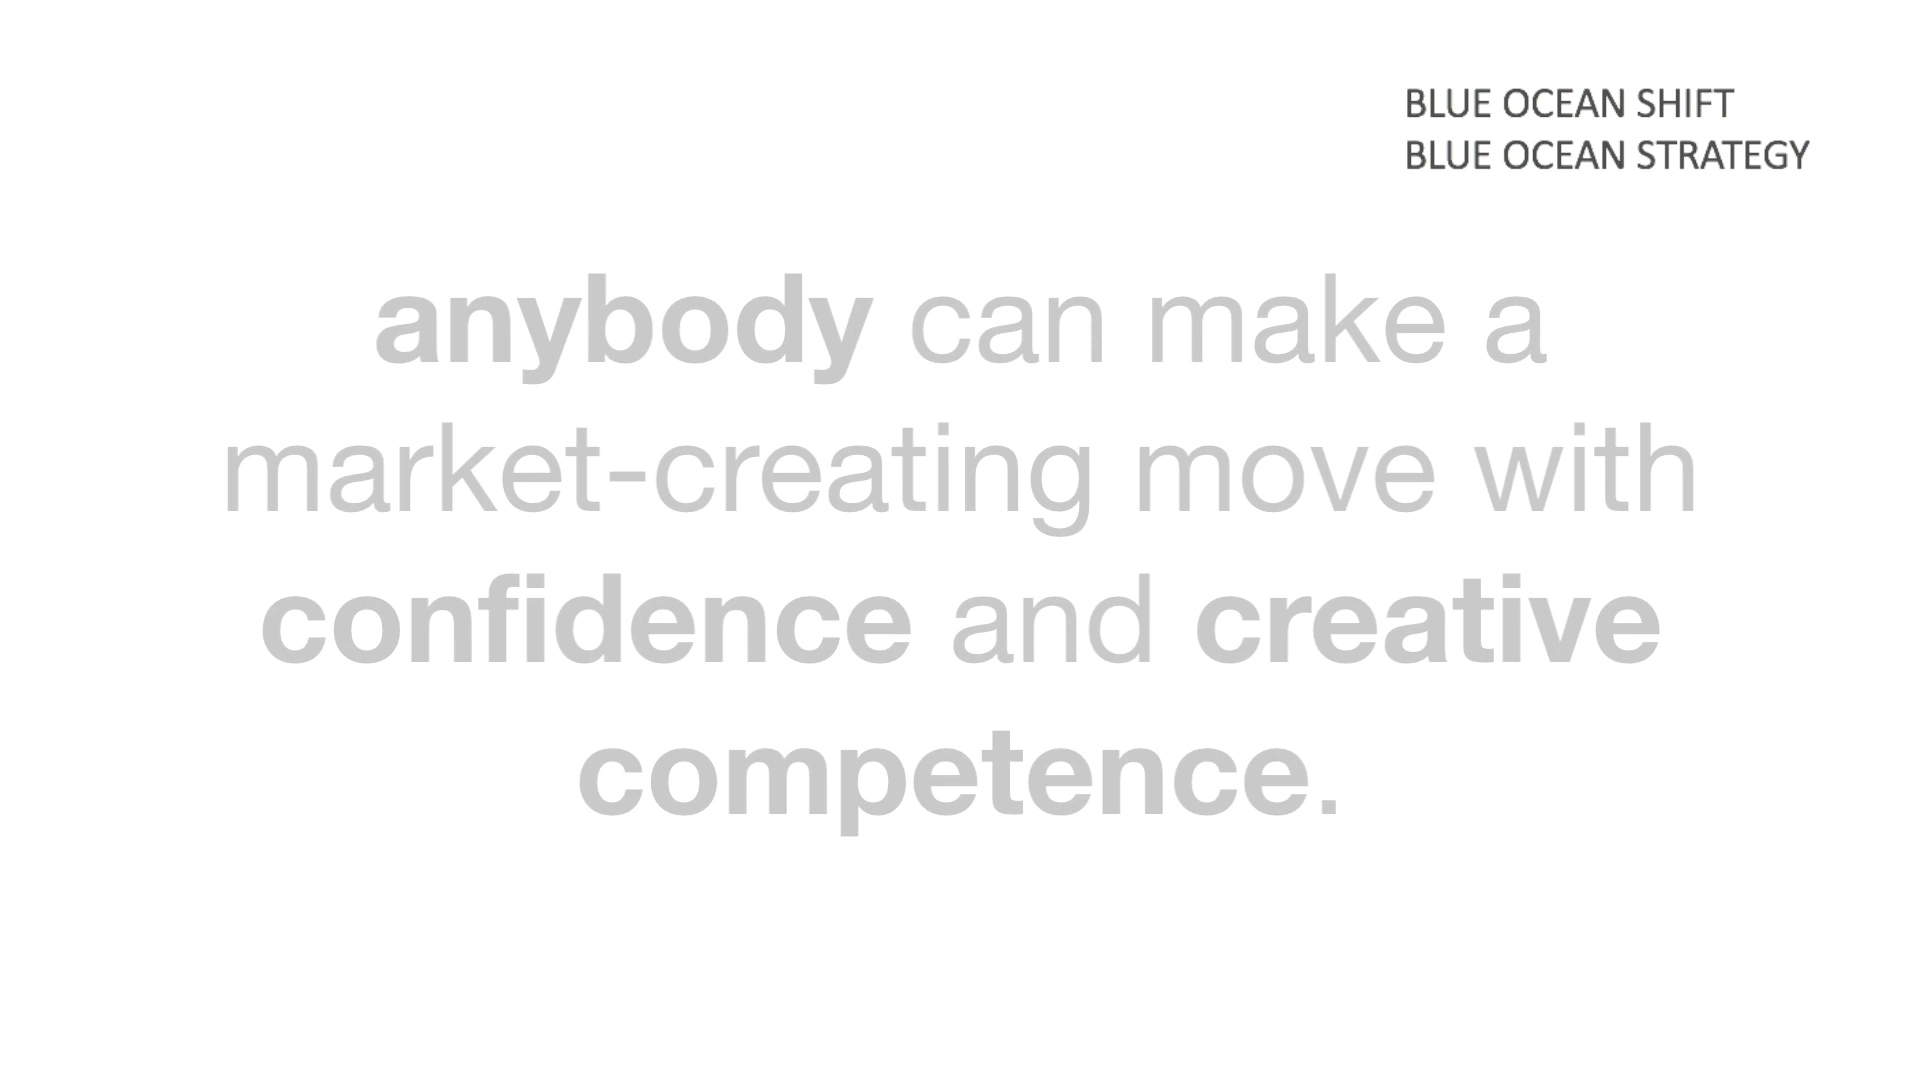 BLUE OCEAN SHIFT
BLUE OCEAN STRATEGY
anybody can make a
market-creating move with
confidence and creative
competence.